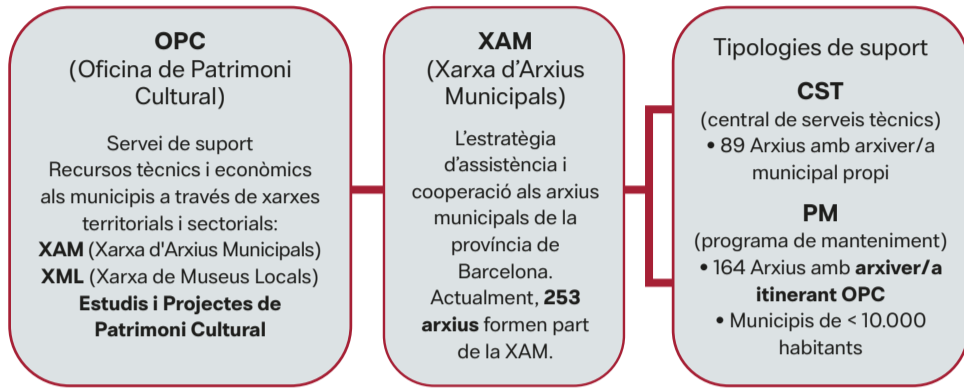 OPC
(Oficina de Patrimoni
Cultural)
Servei de suport
Recursos tècnics i econòmics
als municipis a través de xarxes
territorials i sectorials:
XAM (Xarxa d'Arxius Municipals)
XML (Xarxa de Museus Locals)
Estudis i Projectes de
Patrimoni Cultural
XAM
(Xarxa d’Arxius
Municipals)
L’estratègia
d’assistència i
cooperació als arxius
municipals de la
província de
Barcelona.
Actualment, 253
arxius formen part
de la XAM.
Tipologies de suport
CST
(central de serveis tècnics)
• 89 Arxius amb arxiver/a
municipal propi
PM
(programa de manteniment)
• 164 Arxius amb arxiver/a
itinerant OPC
• Municipis de < 10.000
habitants